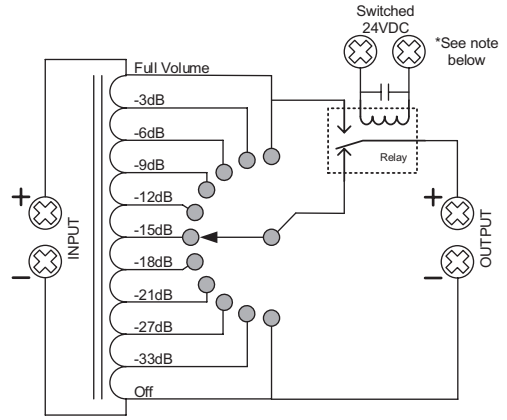 Switched
24VDC
*See note
below
Full Volume
-3dB
-6dB
-9dB
-12dB
-15dB
-18dB
-21dB
-27dB
-33dB
Off
Relay
+
INPUT
–
+
OUTPUT
–